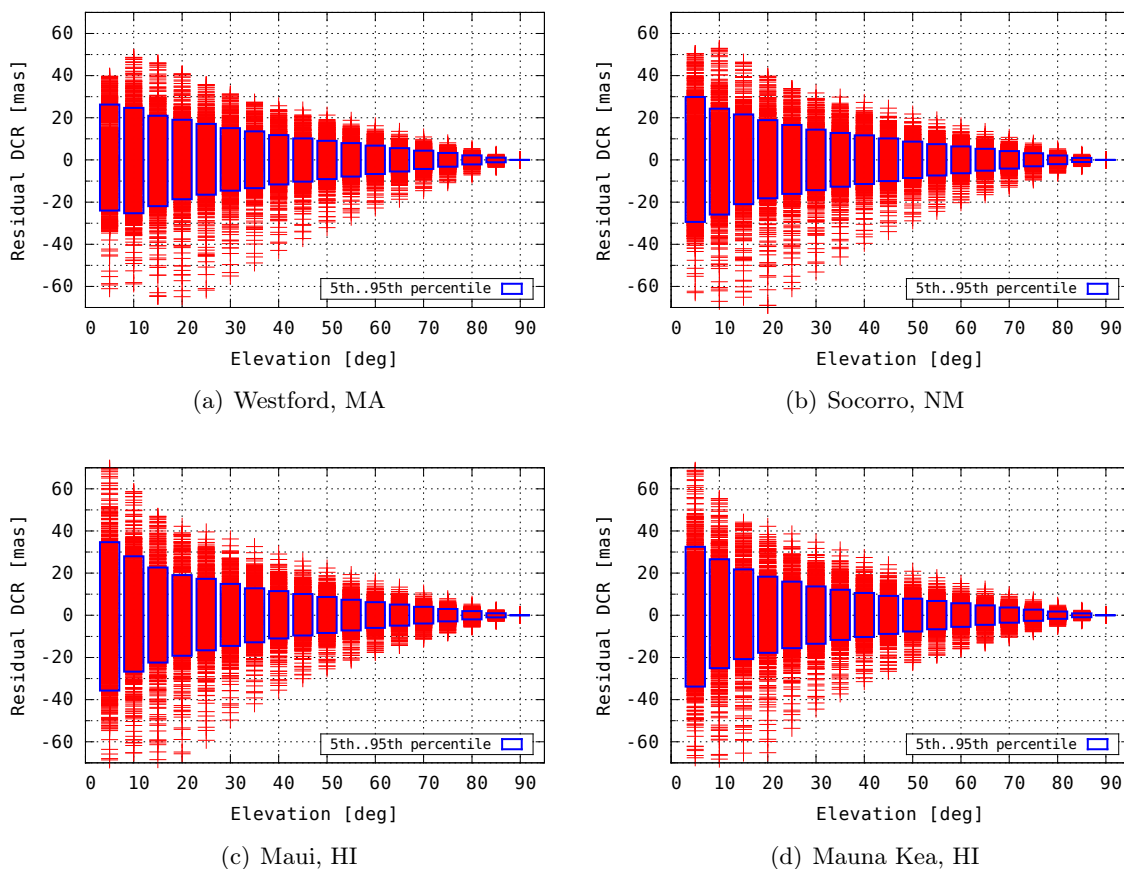 60
40
20
0
-20
-40
-60
Residual DCR [mas]
5th..95th percentile
0 10 20 30 40 50 60 70 80 90
Elevation [deg]
(a) Westford, MA
60
40
20
0
-20
-40
-60
Residual DCR [mas]
5th..95th percentile
0 10 20 30 40 50 60 70 80 90
Elevation [deg]
(b) Socorro, NM
60
40
20
0
-20
-40
-60
Residual DCR [mas]
5th..95th percentile
0 10 20 30 40 50 60 70 80 90
Elevation [deg]
(c) Maui, HI
60
40
20
0
-20
-40
-60
Residual DCR [mas]
5th..95th percentile
0 10 20 30 40 50 60 70 80 90
Elevation [deg]
(d) Mauna Kea, HI